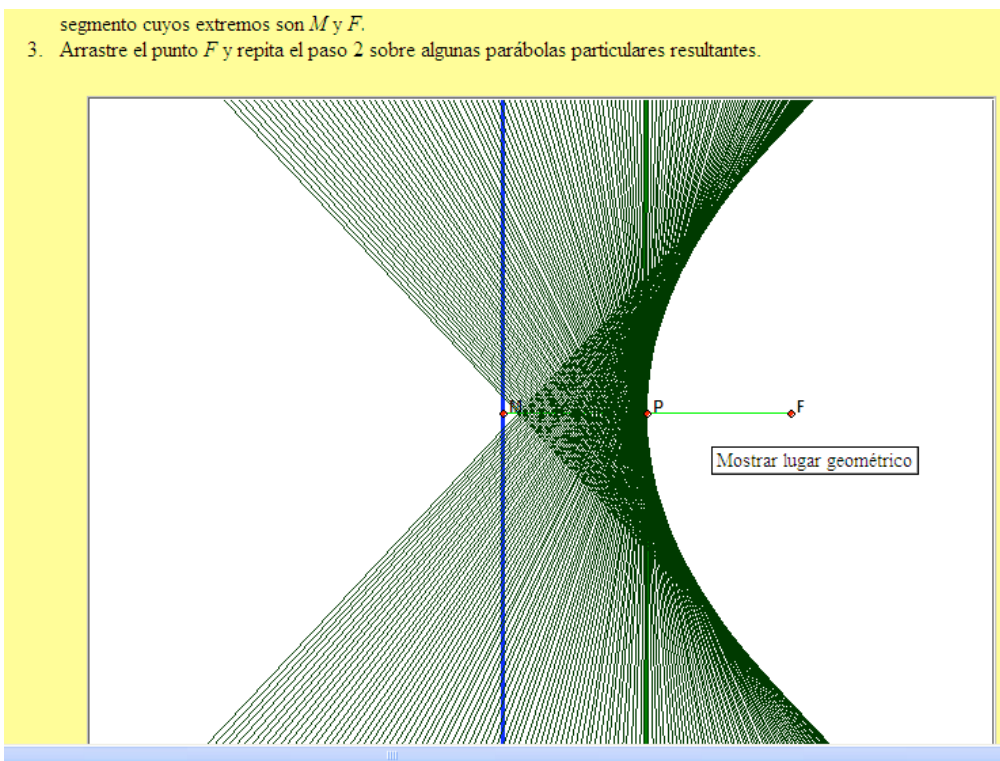 segmento cuyos extremos son M y F.
3. Arrastre el punto F y repita el paso 2 sobre algunas parábolas particulares resultantes.
M
P
F
Mostrar lugar geométrico